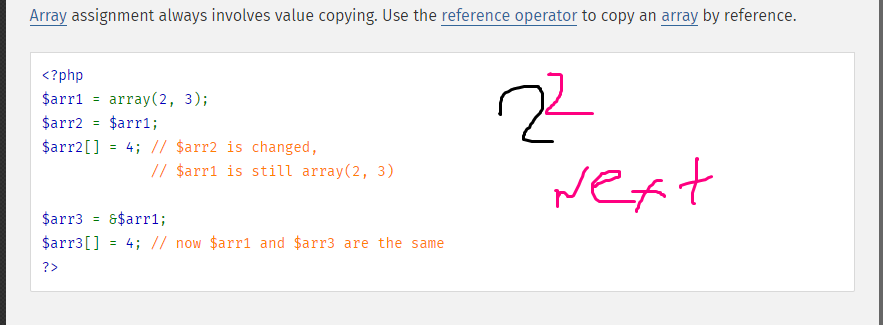 Array assignment always involves value copying. Use the reference operator to copy an array by reference.
<?php
$arr1 = array(2, 3);
$arr2 = $arr1;
$arr2[] = 4; // $arr2 is changed,
// $arr1 is still array(2, 3)
$arr3 = &$arr1;
$arr3[] = 4; // now $arr1 and $arr3 are the same
?>
2²
Next